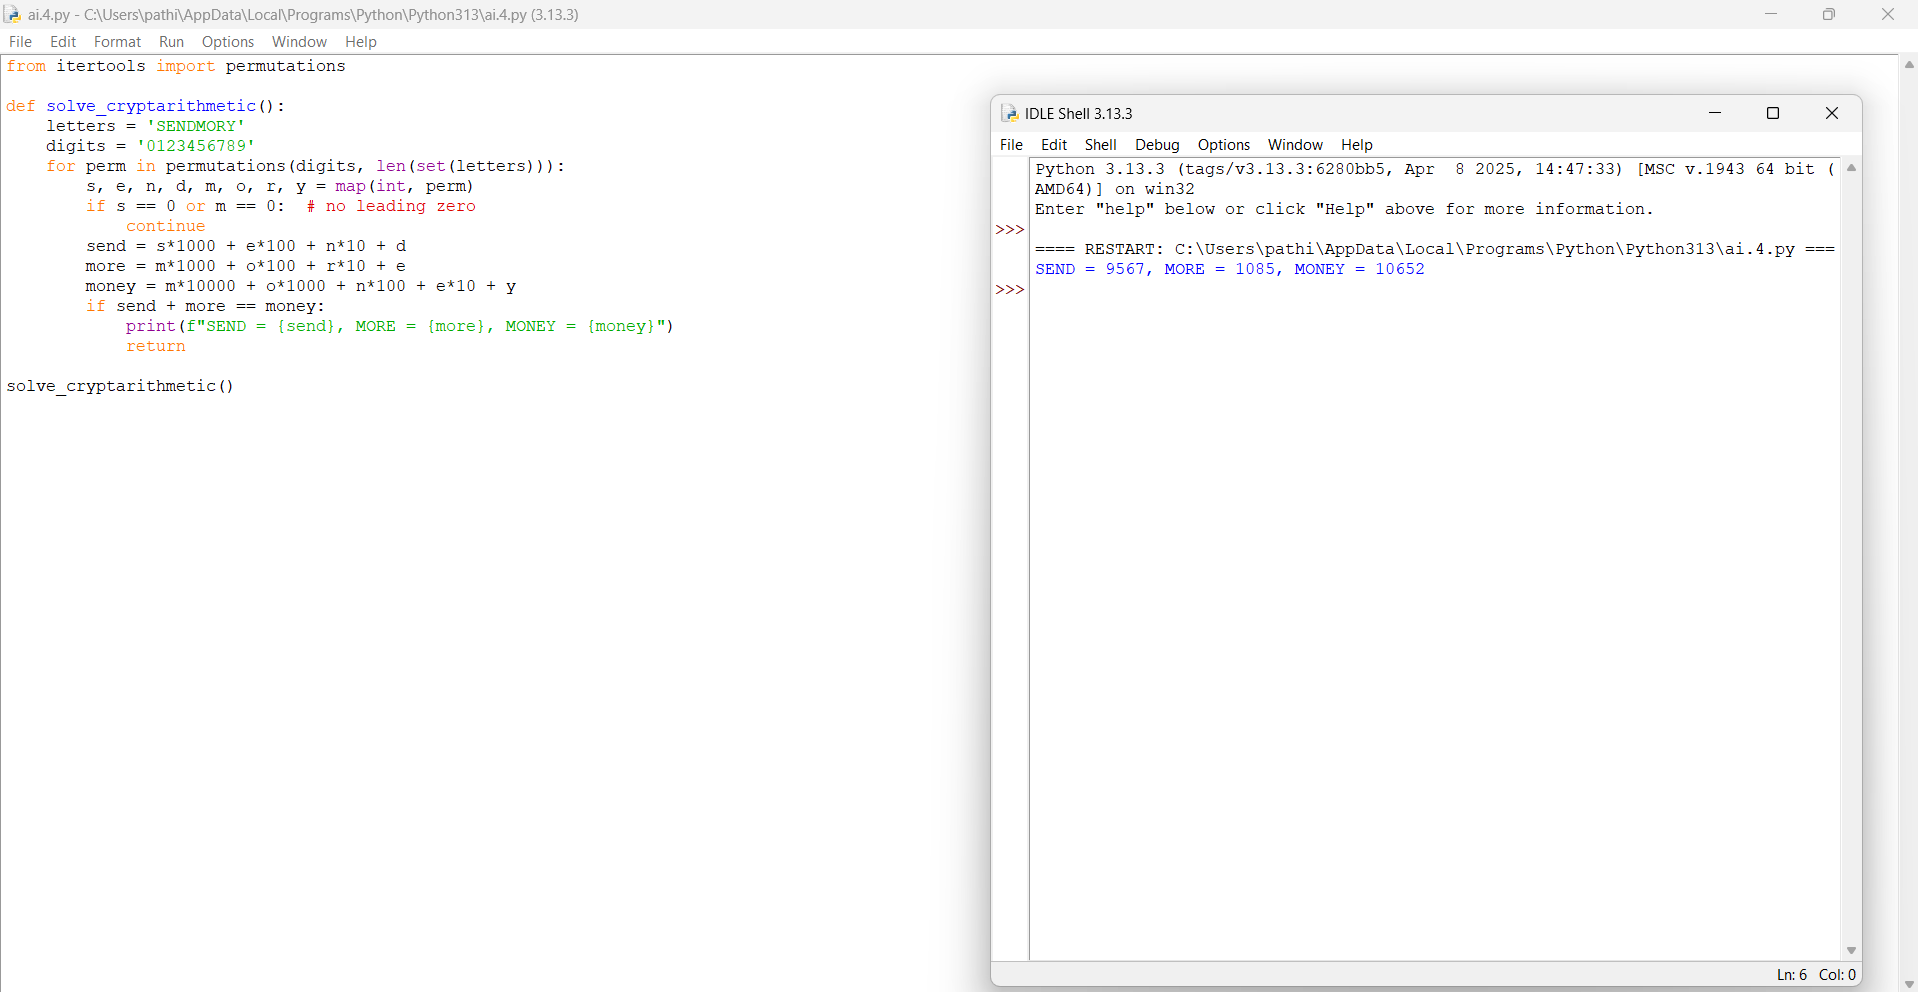 ai.4.py - C:\Users\pathi\AppData\Local\Programs\Python\Python313\ai.4.py (3.13.3)
File Edit Format Run Options Window Help
from itertools import permutations

def solve_cryptarithmetic():
    letters = 'SENDMORY'
    digits = '0123456789'
    for perm in permutations(digits, len(set(letters))):
        s, e, n, d, m, o, r, y = map(int, perm)
        if s == 0 or m == 0:  # no leading zero
            continue
        send = s*1000 + e*100 + n*10 + d
        more = m*1000 + o*100 + r*10 + e
        money = m*10000 + o*1000 + n*100 + e*10 + y
        if send + more == money:
            print(f"SEND = {send}, MORE = {more}, MONEY = {money}")
            return

solve_cryptarithmetic()
IDLE Shell 3.13.3
File Edit Shell Debug Options Window Help
Python 3.13.3 (tags/v3.13.3:6280bb5, Apr  8 2025, 14:47:33) [MSC v.1943 64 bit (
AMD64)] on win32
Enter "help" below or click "Help" above for more information.
>>>
==== RESTART: C:\Users\pathi\AppData\Local\Programs\Python\Python313\ai.4.py ===
SEND = 9567, MORE = 1085, MONEY = 10652
>>>
Ln: 6 Col: 0